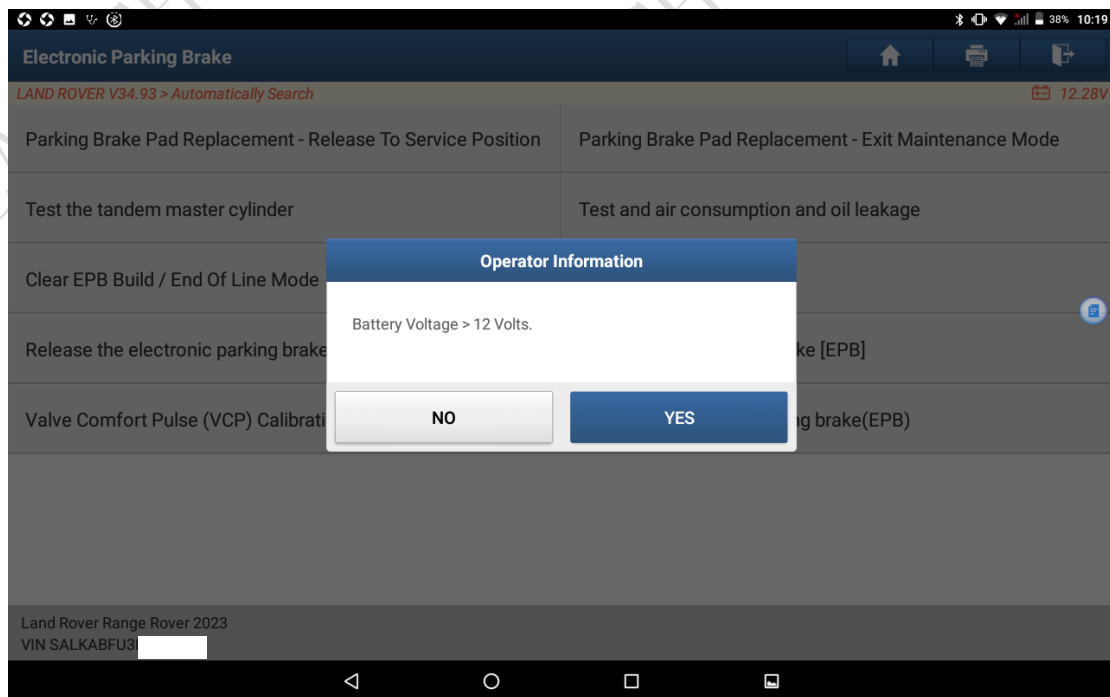 38% 10:19
Electronic Parking Brake
LAND ROVER V34.93 > Automatically Search
12.28V
Parking Brake Pad Replacement - Release To Service Position
Parking Brake Pad Replacement - Exit Maintenance Mode
Test the tandem master cylinder
Test and air consumption and oil leakage
Operator Information
Clear EPB Build / End Of Line Mode
Battery Voltage > 12 Volts.
Release the electronic parking brake
ke [EPB]
NO
YES
Valve Comfort Pulse (VCP) Calibrati
g brake(EPB)
Land Rover Range Rover 2023
VIN SALKABFU3